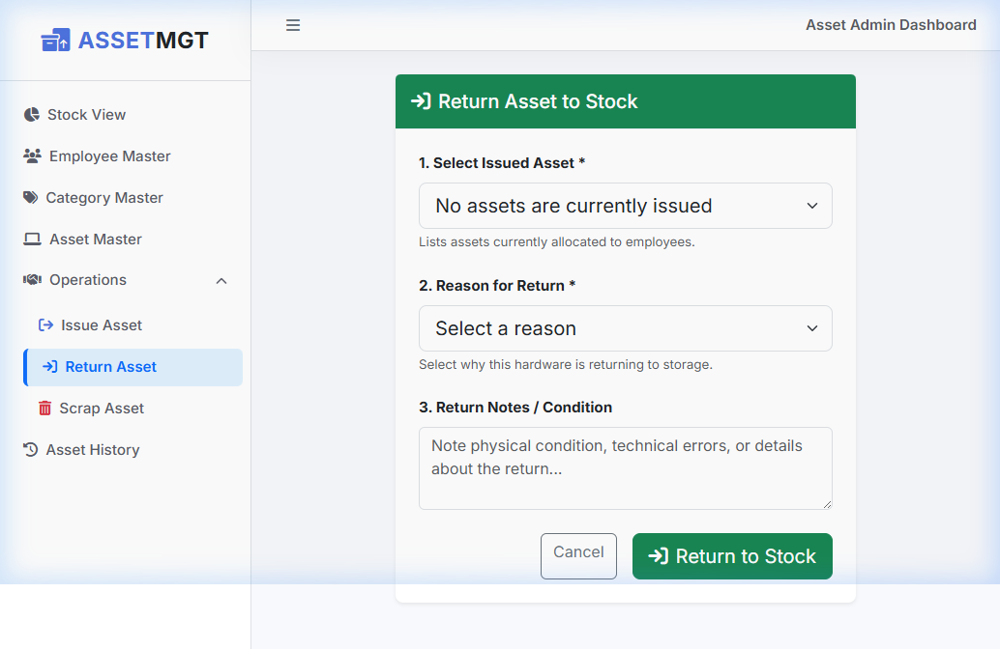 ASSETMGT
Asset Admin Dashboard
Stock View
Employee Master
Category Master
Asset Master
Operations
Issue Asset
Return Asset
Scrap Asset
Asset History
Return Asset to Stock
1. Select Issued Asset *
No assets are currently issued
Lists assets currently allocated to employees.
2. Reason for Return *
Select a reason
Select why this hardware is returning to storage.
3. Return Notes / Condition
Note physical condition, technical errors, or details
about the return...
Cancel
Return to Stock